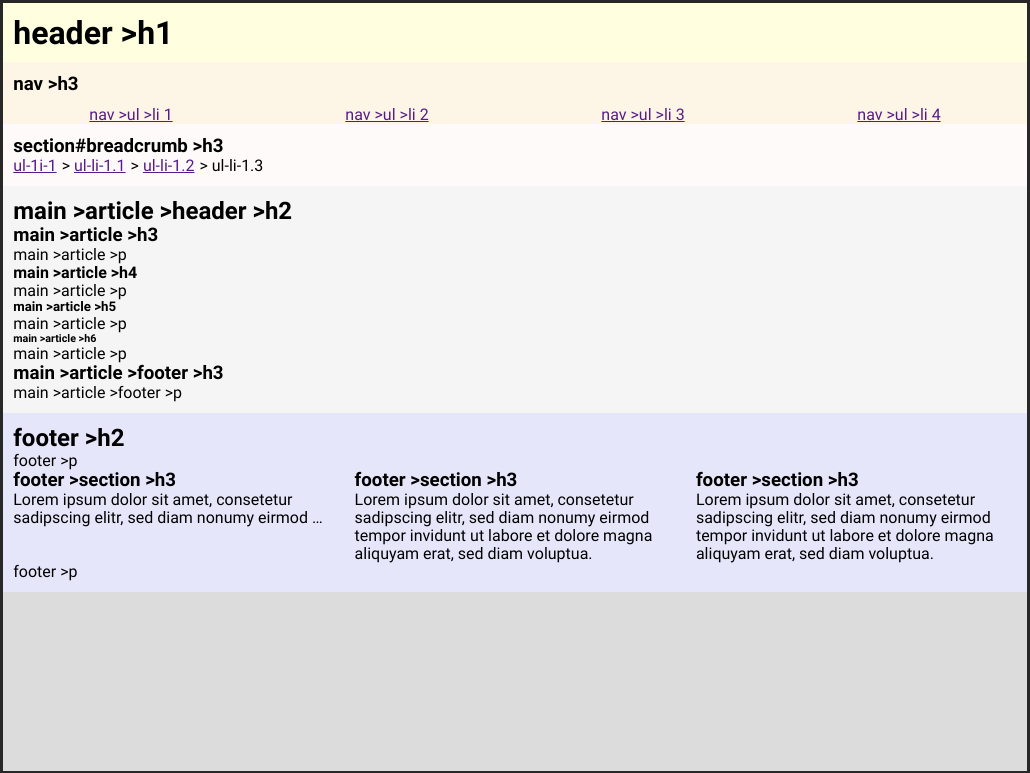 header >h1
nav >h3
nav >ul >li 1
nav >ul >li 2
nav >ul >li 3
nav >ul >li 4
section#breadcrumb >h3
ul-1i-1 > ul-li-1.1 > ul-li-1.2 > ul-li-1.3
main >article >header >h2
main >article >h3
main >article >p
main >article >h4
main >article >p
main >article >h5
main >article >p
main >article >h6
main >article >p
main >article >footer >h3
main >article >footer >p
footer >h2
footer >p
footer >section >h3
Lorem ipsum dolor sit amet, consetetur
sadipscing elitr, sed diam nonumy eirmod ...
footer >section >h3
Lorem ipsum dolor sit amet, consetetur
sadipscing elitr, sed diam nonumy eirmod
tempor invidunt ut labore et dolore magna
aliquyam erat, sed diam voluptua.
footer >section >h3
Lorem ipsum dolor sit amet, consetetur
sadipscing elitr, sed diam nonumy eirmod
tempor invidunt ut labore et dolore magna
aliquyam erat, sed diam voluptua.
footer >p